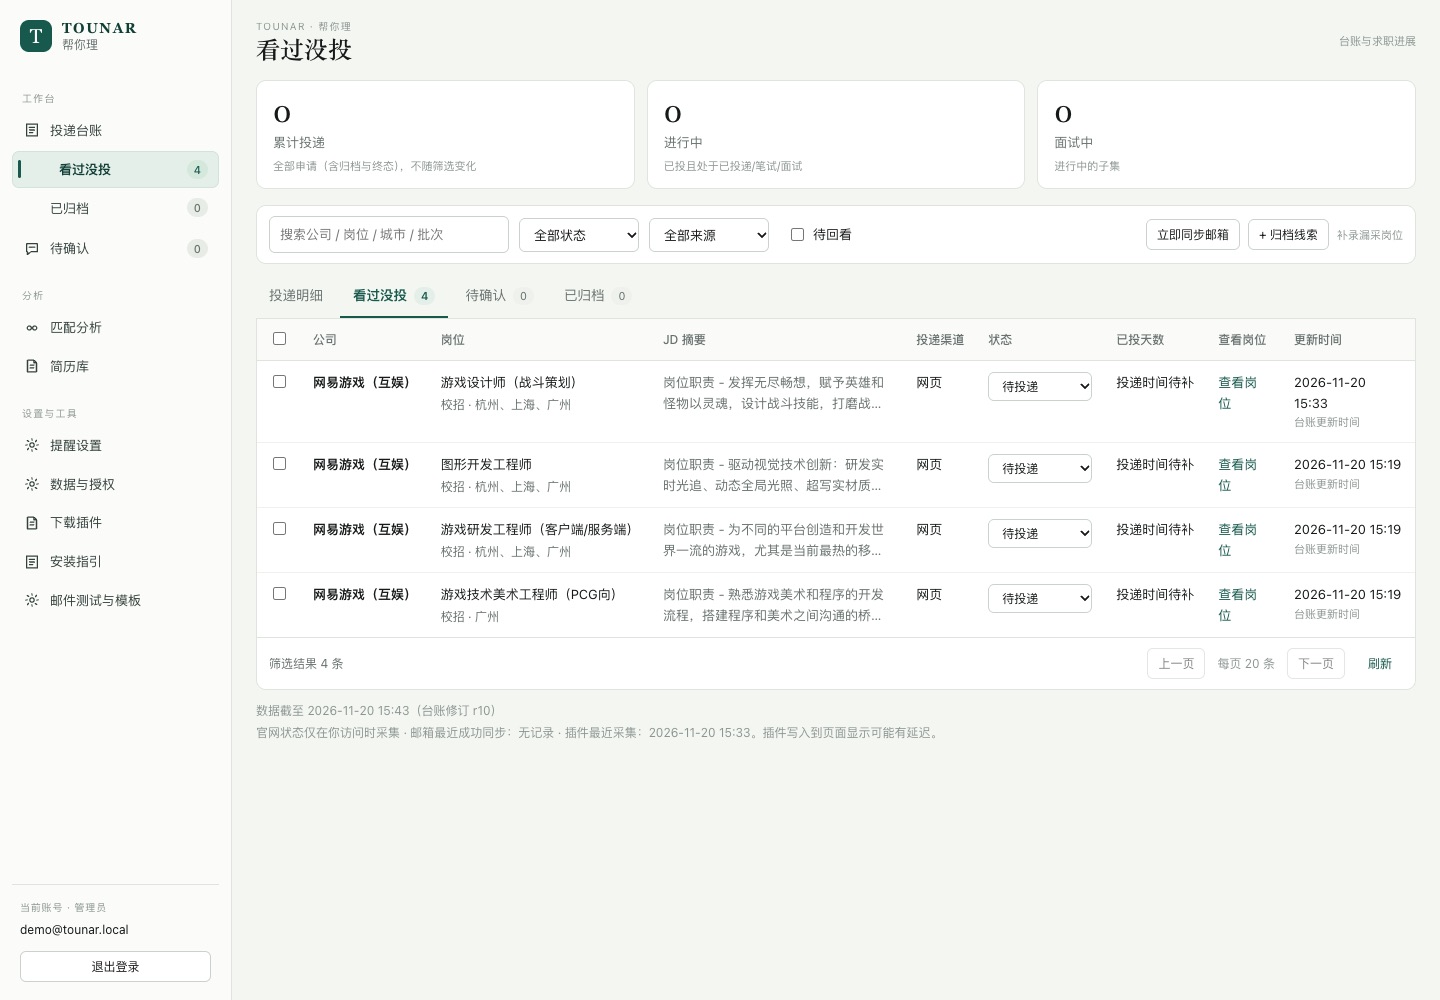 T
TOUNAR
帮你理
工作台
投递台账
看过没投 4
已归档 0
待确认 0
分析
匹配分析
简历库
设置与工具
提醒设置
数据与授权
下载插件
安装指引
邮件测试与模板
当前账号 · 管理员
demo@tounar.local
退出登录
TOUNAR · 帮你理
看过没投
台账与求职进展
0
累计投递
全部申请（含归档与终态），不随筛选变化
0
进行中
已投且处于已投递/笔试/面试
0
面试中
进行中的子集
搜索公司 / 岗位 / 城市 / 批次 全部状态 全部来源 待回看 立即同步邮箱 + 归档线索 补录漏采岗位
投递明细 看过没投 4 待确认 0 已归档 0
公司 岗位 JD 摘要 投递渠道 状态 已投天数 查看岗位 更新时间
网易游戏（互娱） 游戏设计师（战斗策划） 岗位职责 - 发挥无尽畅想，赋予英雄和 网页 待投递 投递时间待补 查看岗 2026-11-20
校招 · 杭州、上海、广州 怪物以灵魂，设计战斗技能，打磨战... 位 15:33
台账更新时间
网易游戏（互娱） 图形开发工程师 岗位职责 - 驱动视觉技术创新：研发实 网页 待投递 投递时间待补 查看岗 2026-11-20 15:19
校招 · 杭州、上海、广州 时光追、动态全局光照、超写实材质... 位 台账更新时间
网易游戏（互娱） 游戏研发工程师（客户端/服务端） 岗位职责 - 为不同的平台创造和开发世 网页 待投递 投递时间待补 查看岗 2026-11-20 15:19
校招 · 杭州、上海、广州 界一流的游戏，尤其是当前最热的移... 位 台账更新时间
网易游戏（互娱） 游戏技术美术工程师（PCG向） 岗位职责 - 熟悉游戏美术和程序的开发 网页 待投递 投递时间待补 查看岗 2026-11-20 15:19
校招 · 广州 流程，搭建程序和美术之间沟通的桥... 位 台账更新时间
筛选结果 4 条 上一页 每页 20 条 下一页 刷新
数据截至 2026-11-20 15:43（台账修订 r10）
官网状态仅在你访问时采集 · 邮箱最近成功同步：无记录 · 插件最近采集：2026-11-20 15:33。插件写入到页面显示可能有延迟。